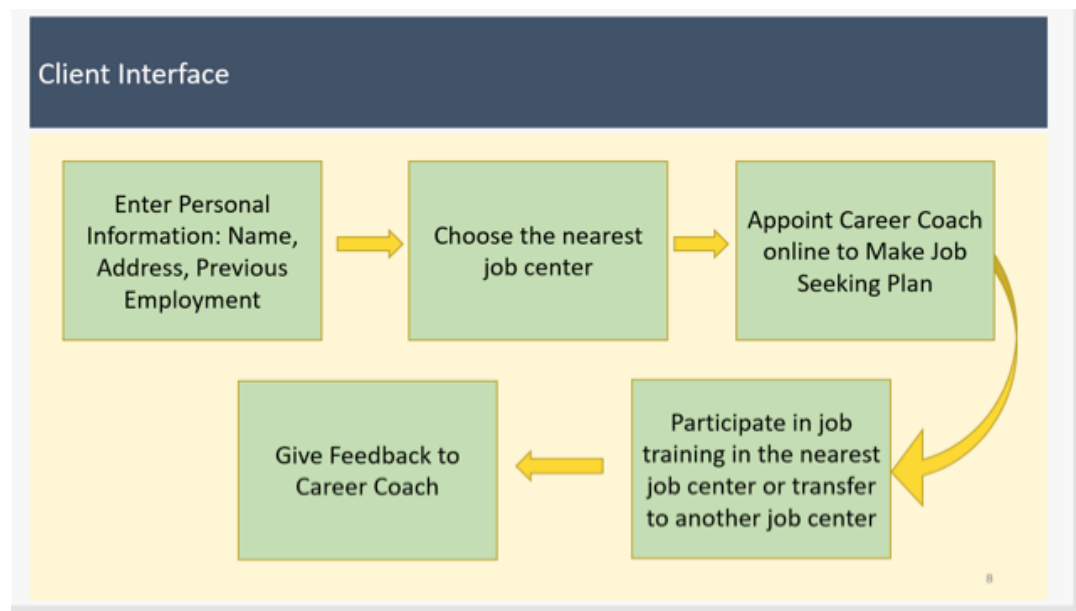 Client Interface
Enter Personal
Information: Name,
Address, Previous
Employment
Choose the nearest
job center
Appoint Career Coach
online to Make Job
Seeking Plan
Participate in job
training in the nearest
job center or transfer
to another job center
Give Feedback to
Career Coach
8